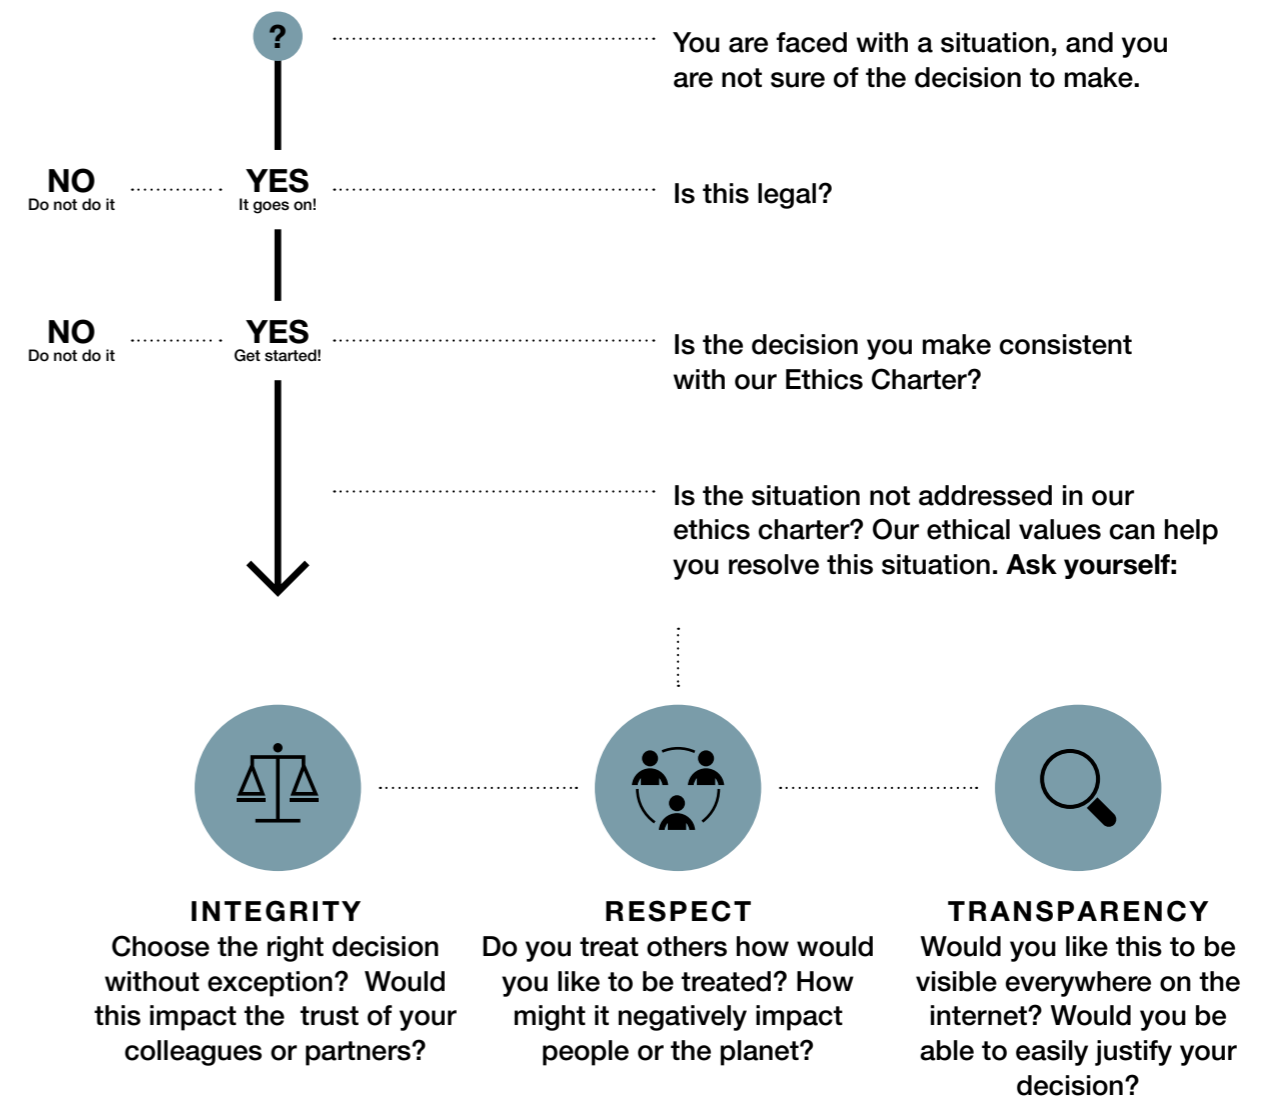 ?
You are faced with a situation, and you
are not sure of the decision to make.
NO
Do not do it
YES
It goes on!
Is this legal?
NO
Do not do it
YES
Get started!
Is the decision you make consistent
with our Ethics Charter?
Is the situation not addressed in our
ethics charter? Our ethical values can help
you resolve this situation. Ask yourself:
INTEGRITY
Choose the right decision
without exception? Would
this impact the trust of your
colleagues or partners?
RESPECT
Do you treat others how would
you like to be treated? How
might it negatively impact
people or the planet?
TRANSPARENCY
Would you like this to be
visible everywhere on the
internet? Would you be
able to easily justify your
decision?